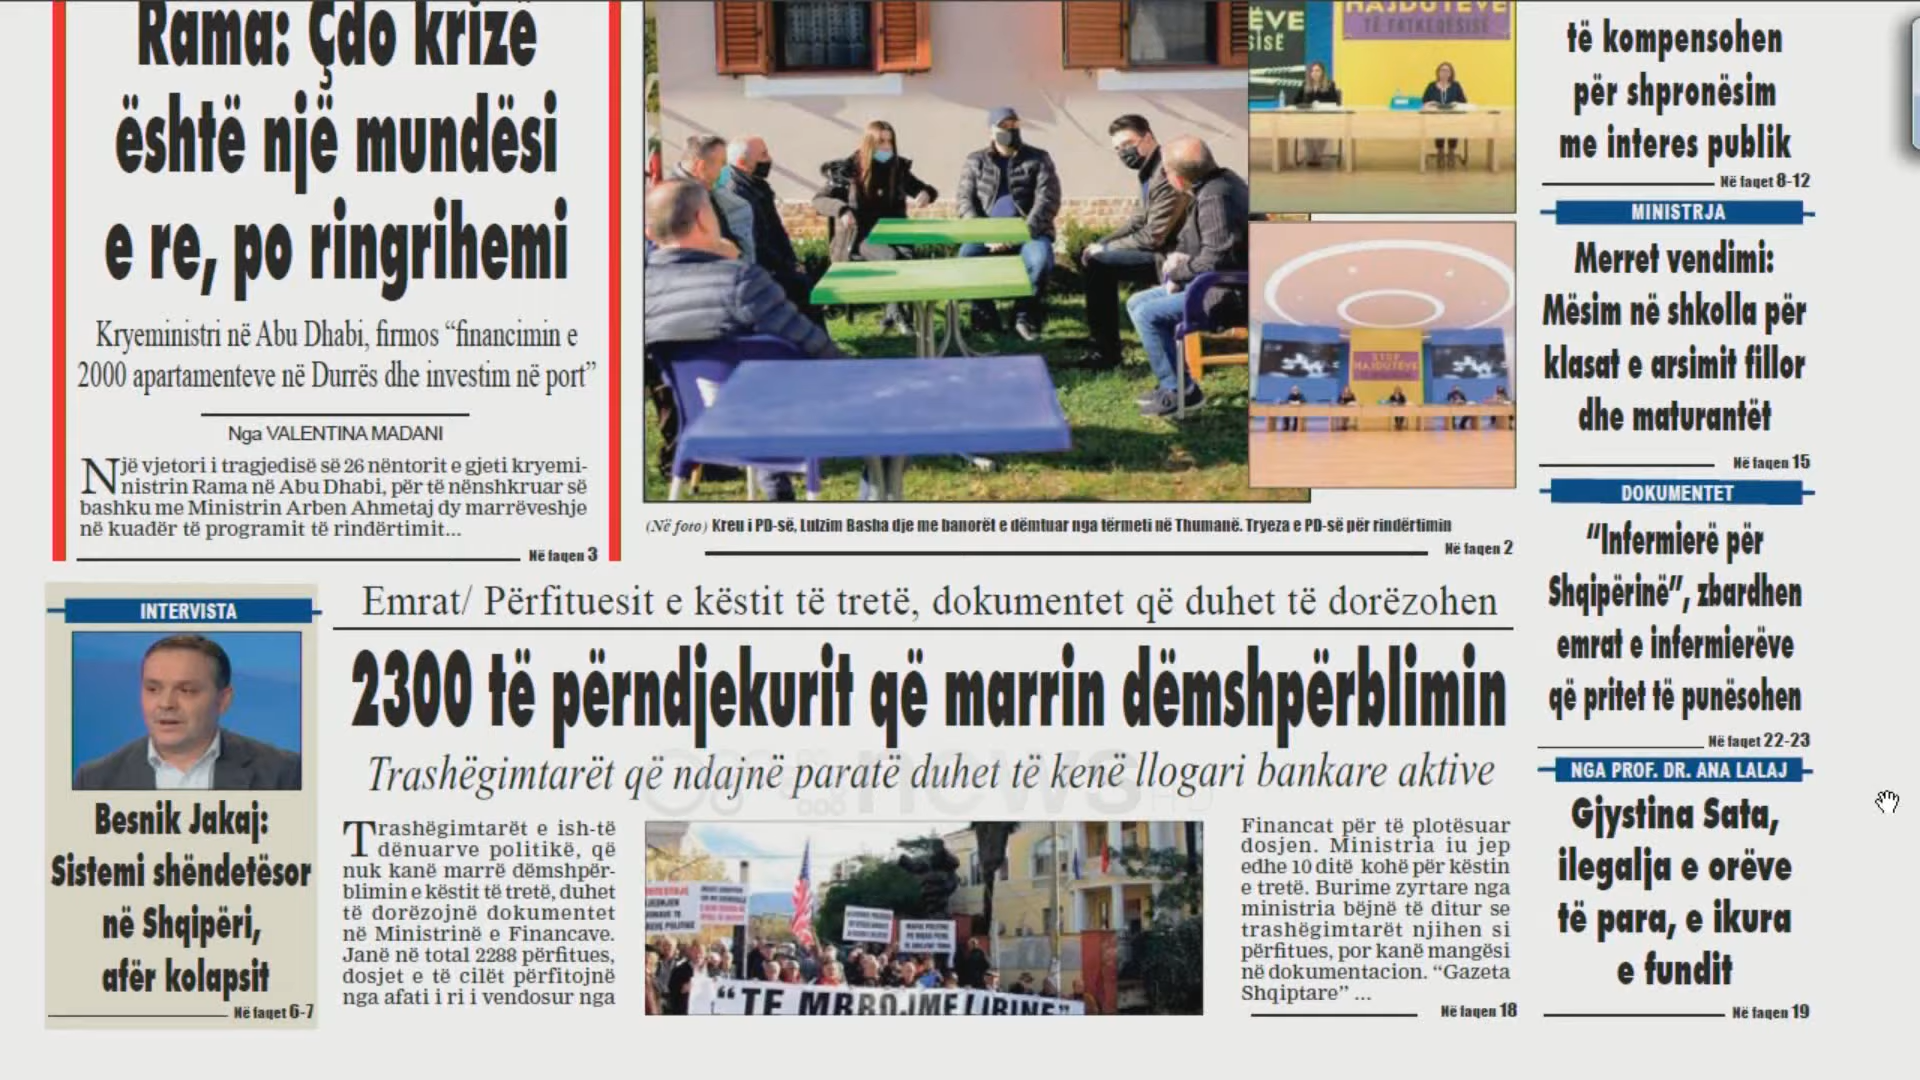 Rama: Çdo krizë
është një mundësi
e re, po ringrihemi
Kryeministri në Abu Dhabi, firmos “financimin e
2000 apartamenteve në Durrës dhe investim në port”
Nga VALENTINA MADANI
Një vjetori i tragjedisë së 26 nëntorit e gjeti kryemi-
nistrin Rama në Abu Dhabi, për të nënshkruar së
bashku me Ministrin Arben Ahmetaj dy marrëveshje
në kuadër të programit të rindërtimit...
Në faqen 3
HAJDUTËVE
TË FATKEQËSISË
STOP
HAJDUTËVE
(Në foto) Kreu i PD-së, Lulzim Basha dje me banorët e dëmtuar nga tërmeti në Thumanë. Tryeza e PD-së për rindërtimin
Në faqen 2
të kompensohen
për shpronësim
me interes publik
Në faqet 8-12
MINISTRJA
Merret vendimi:
Mësim në shkolla për
klasat e arsimit fillor
dhe maturantët
Në faqen 15
DOKUMENTET
“Infermierë për
Shqipërinë”, zbardhen
emrat e infermierëve
që pritet të punësohen
Në faqet 22-23
NGA PROF. DR. ANA LALAJ
Gjystina Sata,
ilegalja e orëve
të para, e ikura
e fundit
Në faqen 19
INTERVISTA
Besnik Jakaj:
Sistemi shëndetësor
në Shqipëri,
afër kolapsit
Në faqet 6-7
Emrat/ Përfituesit e këstit të tretë, dokumentet që duhet të dorëzohen
2300 të përndjekurit që marrin dëmshpërblimin
Trashëgimtarët që ndajnë paratë duhet të kenë llogari bankare aktive
news
Trashëgimtarët e ish-të
dënuarve politikë, që
nuk kanë marrë dëmshpër-
blimin e këstit të tretë, duhet
të dorëzojnë dokumentet
në Ministrinë e Financave.
Janë në total 2288 përfitues,
dosjet e të cilët përfitojnë
nga afati i ri i vendosur nga
“TE MBROJME LIRINE”
Financat për të plotësuar
dosjen. Ministria iu jep
edhe 10 ditë kohë për këstin
e tretë. Burime zyrtare nga
ministria bëjnë të ditur se
trashëgimtarët njihen si
përfitues, por kanë mangësi
në dokumentacion. “Gazeta
Shqiptare” ...
Në faqen 18